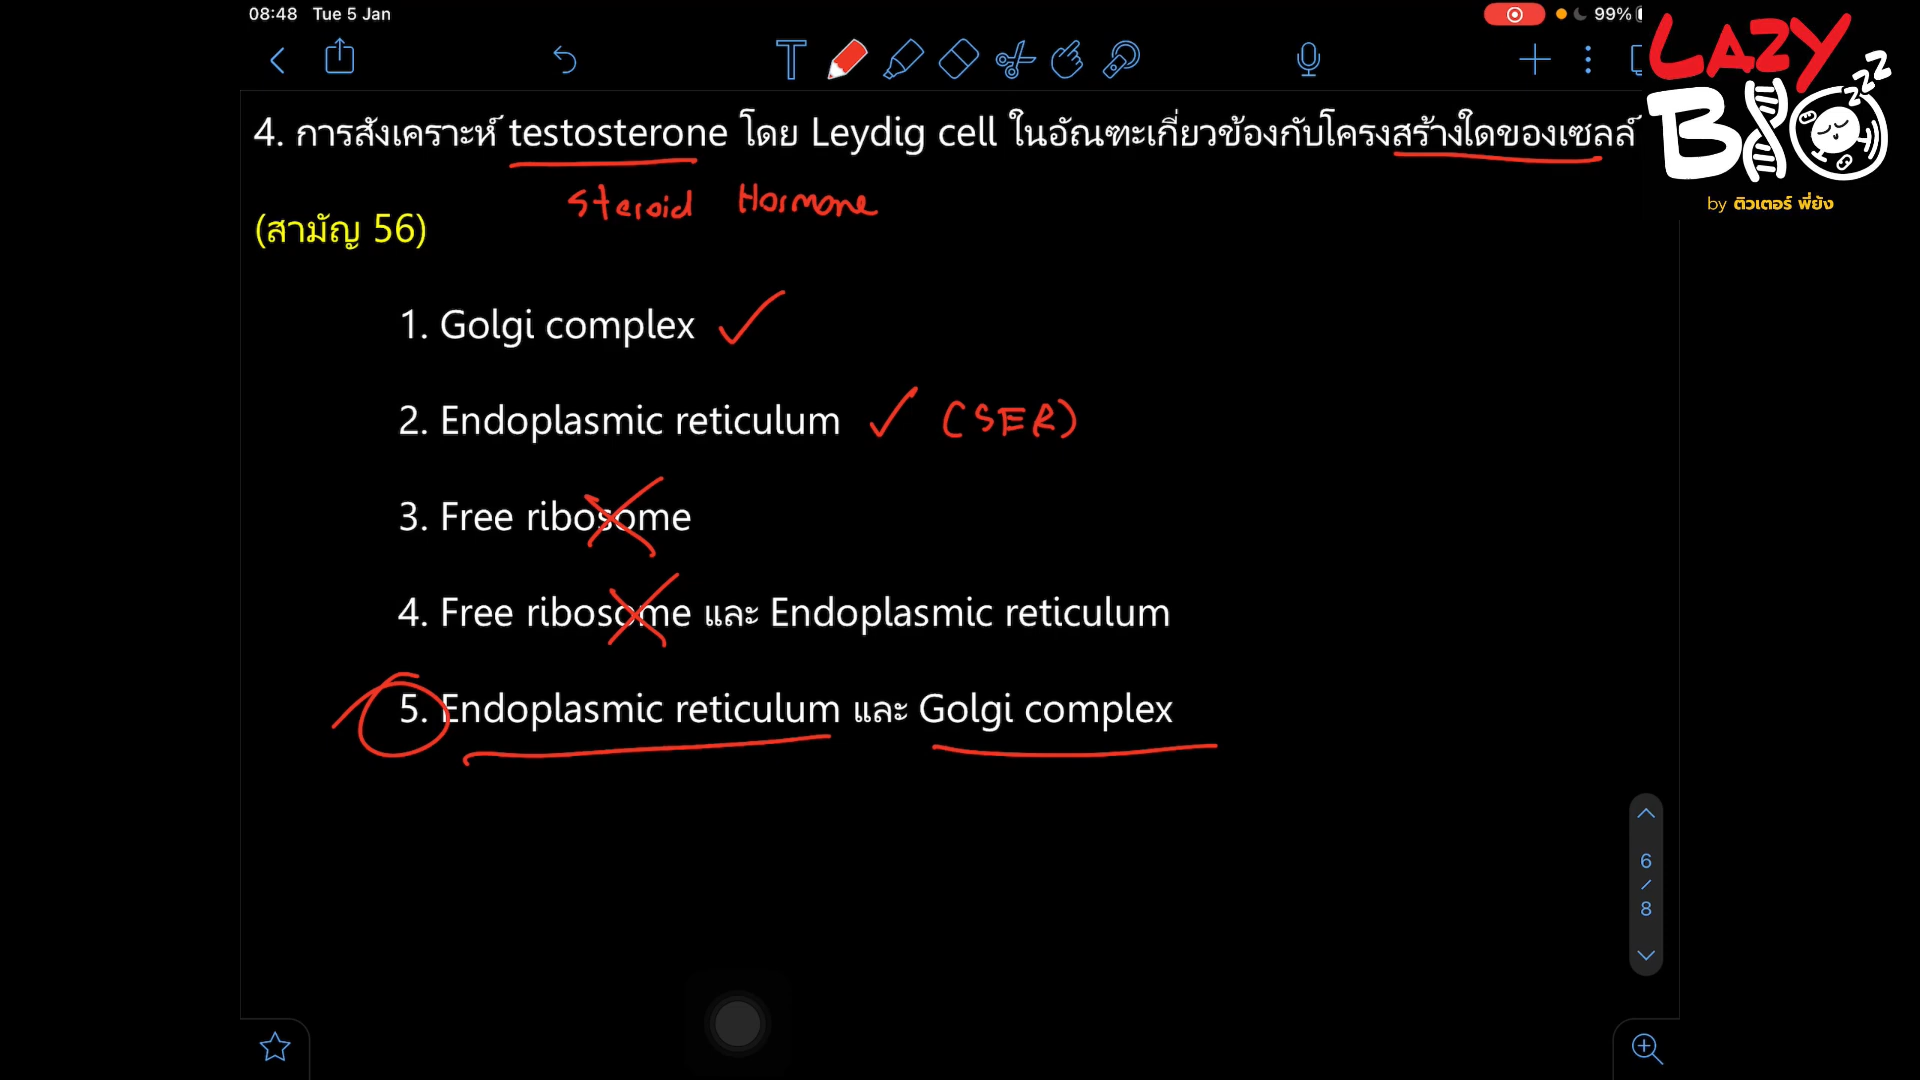 08:48 Tue 5 Jan
99%
LAZY
BIO
zzz
by ติวเตอร์ พี่ยัง
4. การสังเคราะห์ testosterone โดย Leydig cell ในอัณฑะเกี่ยวข้องกับโครงสร้างใดของเซลล์
Steroid Hormone
(สามัญ 56)
1. Golgi complex
2. Endoplasmic reticulum (SER)
3. Free ribosome
4. Free ribosome และ Endoplasmic reticulum
5. Endoplasmic reticulum และ Golgi complex
6
/
8